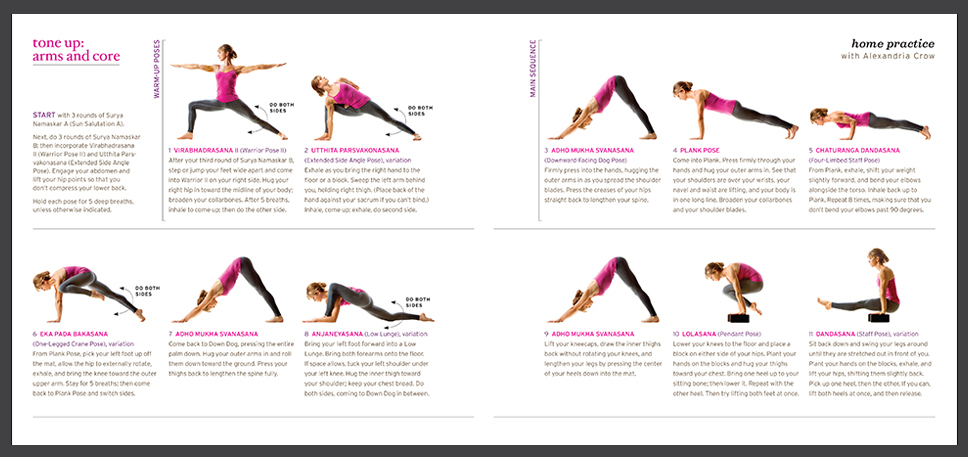 tone up:
arms and core
START with 3 rounds of Surya
Namaskar A (Sun Salutation A).
Next, do 3 rounds of Surya Namaskar
B; then incorporate Virabhadrasana
II (Warrior Pose II) and Utthita Pars-
vakonasana (Extended Side Angle
Pose). Engage your abdomen and
lift your hip points so that you
don't compress your lower back.
Hold each pose for 5 deep breaths,
unless otherwise indicated.
WARM-UP POSES
DO BOTH
SIDES
1 VIRABHADRASANA II (Warrior Pose II)
After your third round of Surya Namaskar B,
step or jump your feet wide apart and come
into Warrior II on your right side. Hug your
right hip in toward the midline of your body;
broaden your collarbones. After 5 breaths,
inhale to come up; then do the other side.
DO BOTH
SIDES
2 UTTHITA PARSVAKONASANA
(Extended Side Angle Pose), variation
Exhale as you bring the right hand to the
floor or a block. Sweep the left arm behind
you, holding right thigh. (Place back of the
hand against your sacrum if you can't bind.)
Inhale, come up; exhale, do second side.
MAIN SEQUENCE
home practice
with Alexandria Crow
3 ADHO MUKHA SVANASANA
(Downward-Facing Dog Pose)
Firmly press into the hands, hugging the
outer arms in as you spread the shoulder
blades. Press the creases of your hips
straight back to lengthen your spine.
4 PLANK POSE
Come into Plank. Press firmly through your
hands and hug your outer arms in. See that
your shoulders are over your wrists, your
navel and waist are lifting, and your body is
in one long line. Broaden your collarbones
and your shoulder blades.
5 CHATURANGA DANDASANA
(Four-Limbed Staff Pose)
From Plank, exhale, shift your weight
slightly forward, and bend your elbows
alongside the torso. Inhale back up to
Plank. Repeat 8 times, making sure that you
don't bend your elbows past 90 degrees.
DO BOTH
SIDES
6 EKA PADA BAKASANA
(One-Legged Crane Pose), variation
From Plank Pose, pick your left foot up off
the mat, allow the hip to externally rotate,
exhale, and bring the knee toward the outer
upper arm. Stay for 5 breaths; then come
back to Plank Pose and switch sides.
7 ADHO MUKHA SVANASANA
Come back to Down Dog, pressing the entire
palm down. Hug your outer arms in and roll
them down toward the ground. Press your
thighs back to lengthen the spine fully.
DO BOTH
SIDES
8 ANJANEYASANA (Low Lunge), variation
Bring your left foot forward into a Low
Lunge. Bring both forearms onto the floor.
If space allows, tuck your left shoulder under
your left knee. Hug the inner thigh toward
your shoulder; keep your chest broad. Do
both sides, coming to Down Dog in between.
9 ADHO MUKHA SVANASANA
Lift your kneecaps, draw the inner thighs
back without rotating your knees, and
lengthen your legs by pressing the center
of your heels down into the mat.
10 LOLASANA (Pendant Pose)
Lower your knees to the floor and place a
block on either side of your hips. Plant your
hands on the blocks and hug your thighs
toward your chest. Bring one heel up to your
sitting bone; then lower it. Repeat with the
other heel. Then try lifting both feet at once.
11 DANDASANA (Staff Pose), variation
Sit back down and swing your legs around
until they are stretched out in front of you.
Plant your hands on the blocks, exhale, and
lift your hips, shifting them slightly back.
Pick up one heel, then the other. If you can,
lift both heels at once, and then release.